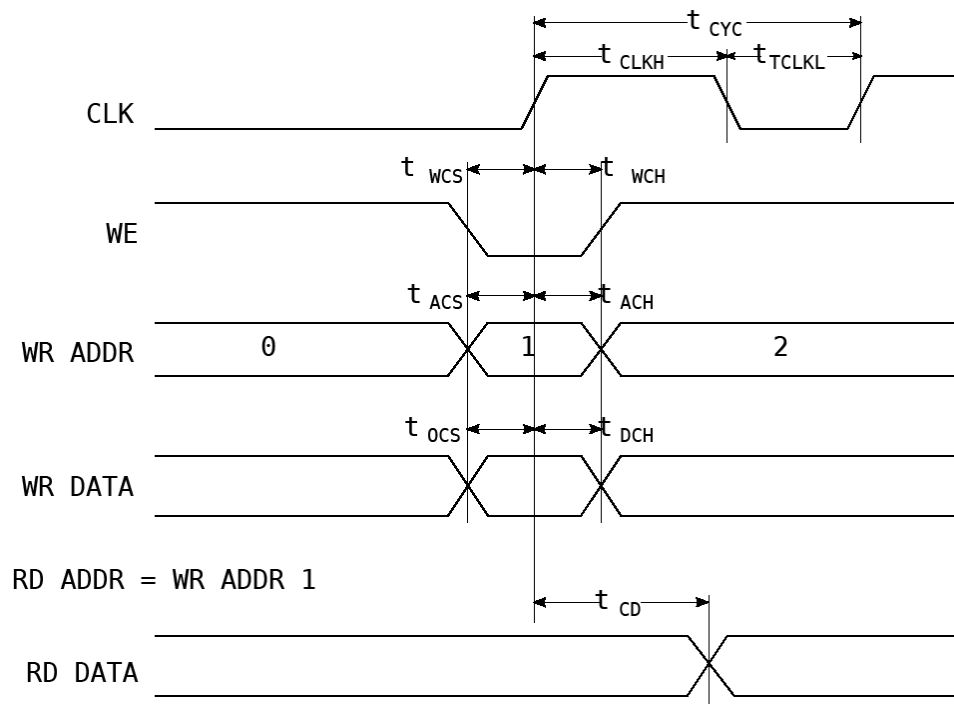 t CYC
t CLKH t TCLKL
CLK
t WCS t WCH
WE
t ACS t ACH
WR ADDR 0 1 2
t OCS t DCH
WR DATA
RD ADDR = WR ADDR 1
t CD
RD DATA